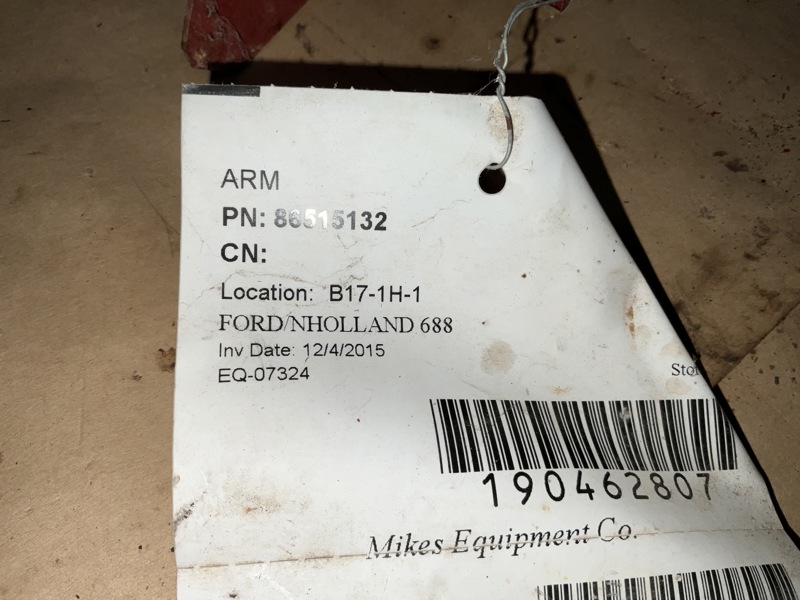 ARM
PN: 86515132
CN:
Location: B17-1H-1
FORD/NHOLLAND 688
Inv Date: 12/4/2015
EQ-07324
190462807
Mikes Equipment Co.